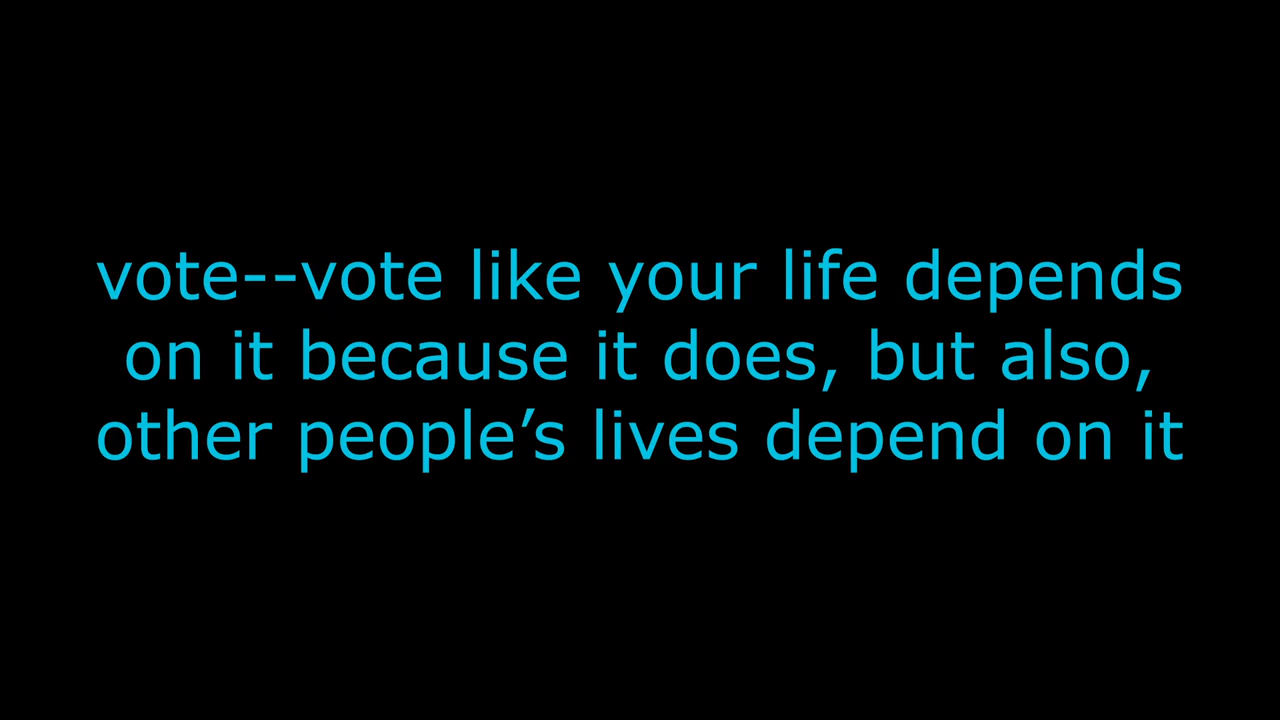 vote--vote like your life depends
on it because it does, but also,
other people’s lives depend on it